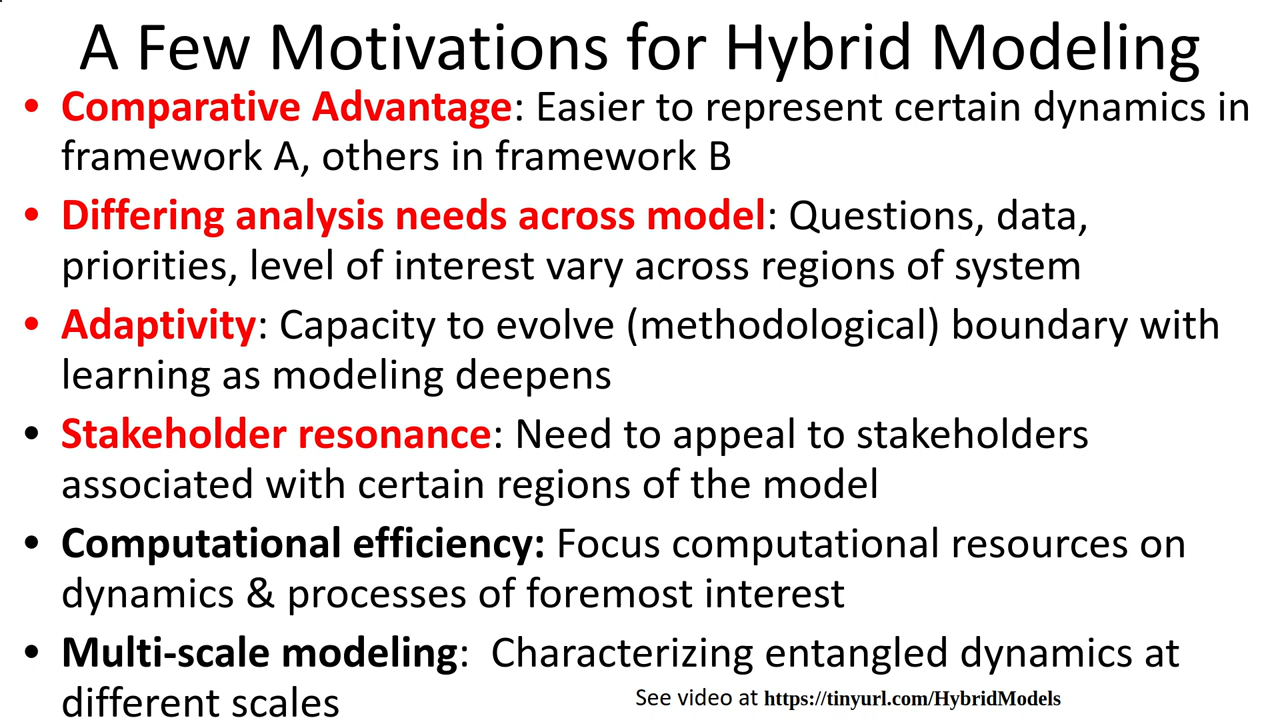 A Few Motivations for Hybrid Modeling
• Comparative Advantage: Easier to represent certain dynamics in
framework A, others in framework B
• Differing analysis needs across model: Questions, data,
priorities, level of interest vary across regions of system
• Adaptivity: Capacity to evolve (methodological) boundary with
learning as modeling deepens
• Stakeholder resonance: Need to appeal to stakeholders
associated with certain regions of the model
• Computational efficiency: Focus computational resources on
dynamics & processes of foremost interest
• Multi-scale modeling:  Characterizing entangled dynamics at
different scales
See video at https://tinyurl.com/HybridModels